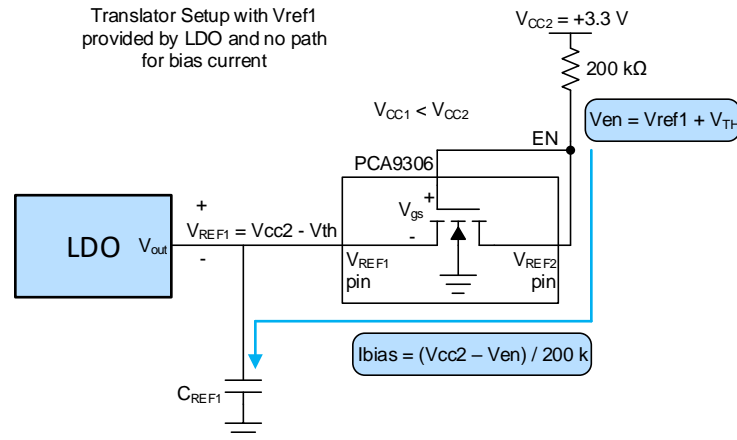 Translator Setup with Vref1
provided by LDO and no path
for bias current
VCC2 = +3.3 V
200 kΩ
VCC1 < VCC2
Ven = Vref1 + VTH
EN
PCA9306
+
Vgs
-
+
VREF1 = Vcc2 - Vth
-
LDO
Vout
VREF1
pin
VREF2
pin
Ibias = (Vcc2 – Ven) / 200 k
CREF1